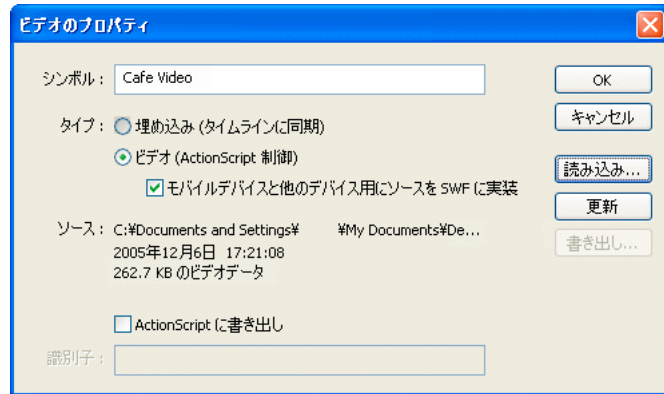 ビデオのプロパティ
シンボル： Cafe Video
OK
キャンセル
タイプ： 埋め込み (タイムラインに同期)
ビデオ (ActionScript 制御)
モバイルデバイスと他のデバイス用にソースを SWF に実装
読み込み...
更新
書き出し...
ソース： C:¥Documents and Settings¥ ¥My Documents¥De...
2005年12月6日 17:21:08
262.7 KB のビデオデータ
ActionScript に書き出し
識別子：